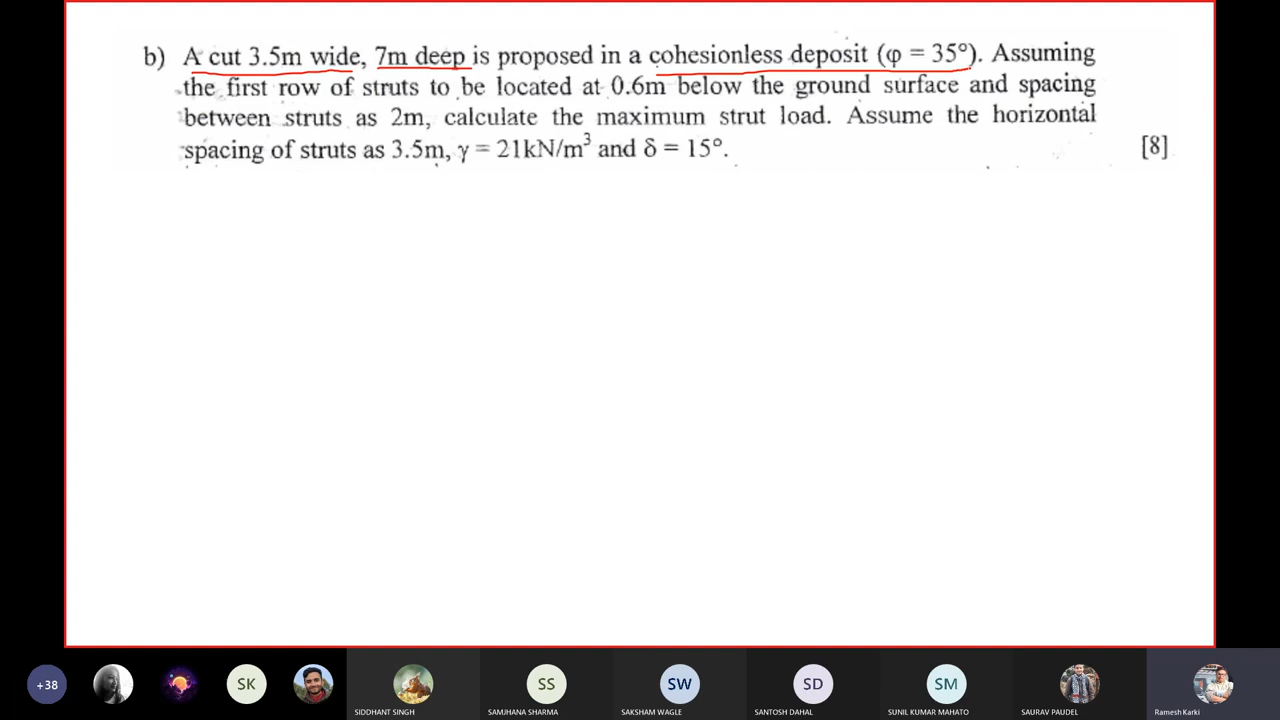 b) A cut 3.5m wide, 7m deep is proposed in a cohesionless deposit (φ = 35°). Assuming
the first row of struts to be located at 0.6m below the ground surface and spacing
between struts as 2m, calculate the maximum strut load. Assume the horizontal
spacing of struts as 3.5m, γ = 21kN/m³ and δ = 15°. [8]
+38 SK SS SW SD SM
SIDDHANT SINGH SAMJHANA SHARMA SAKSHAM WAGLE SANTOSH DAHAL SUNIL KUMAR MAHATO SAURAV PAUDEL Ramesh Karki